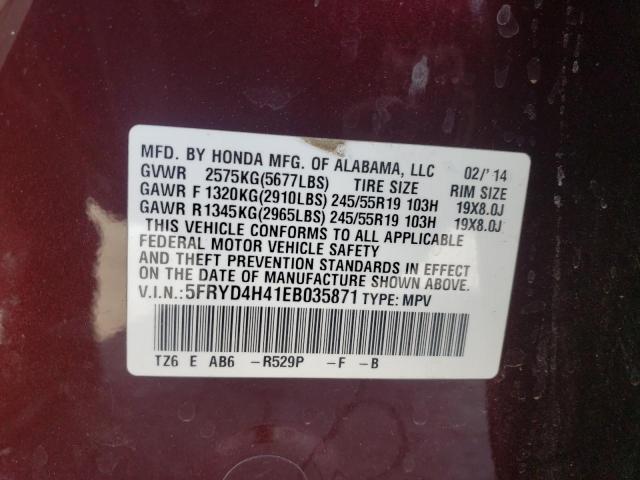 MFD. BY HONDA MFG. OF ALABAMA, LLC 02/'14
GVWR 2575KG(5677LBS) TIRE SIZE RIM SIZE
GAWR F1320KG(2910LBS) 245/55R19 103H 19X8.0J
GAWR R1345KG(2965LBS) 245/55R19 103H 19X8.0J
THIS VEHICLE CONFORMS TO ALL APPLICABLE
FEDERAL MOTOR VEHICLE SAFETY
AND THEFT PREVENTION STANDARDS IN EFFECT
ON THE DATE OF MANUFACTURE SHOWN ABOVE.
V.I.N.:5FRYD4H41EB035871 TYPE: MPV
TZ6 E AB6 -R529P -F -B